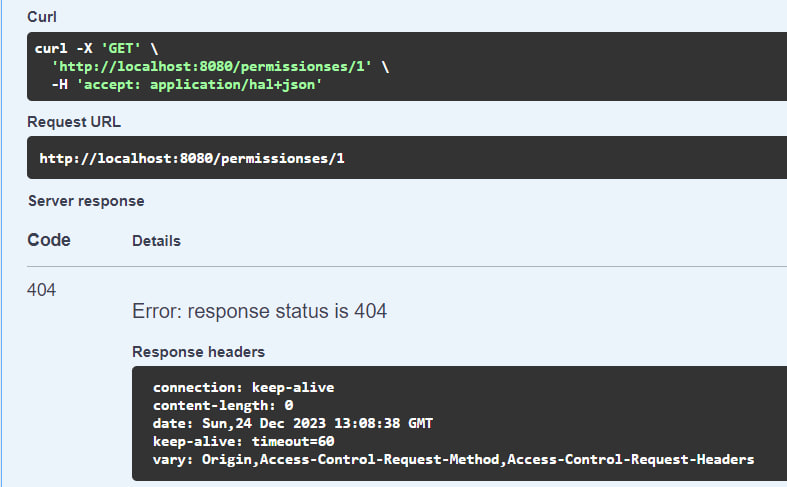 Curl
curl -X 'GET' \
'http://localhost:8080/permissionses/1' \
-H 'accept: application/hal+json'
Request URL
http://localhost:8080/permissionses/1
Server response
Code Details
404
Error: response status is 404
Response headers
connection: keep-alive
content-length: 0
date: Sun,24 Dec 2023 13:08:38 GMT
keep-alive: timeout=60
vary: Origin,Access-Control-Request-Method,Access-Control-Request-Headers